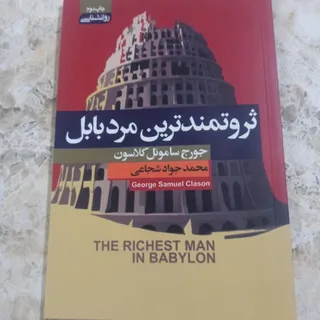 چاپ دوم
روانشناسی
ثروتمندترین مرد بابل
جورج ساموئل کلاسون
محمد جواد شجاعی
George Samuel Clason
THE RICHEST MAN
IN BABYLON